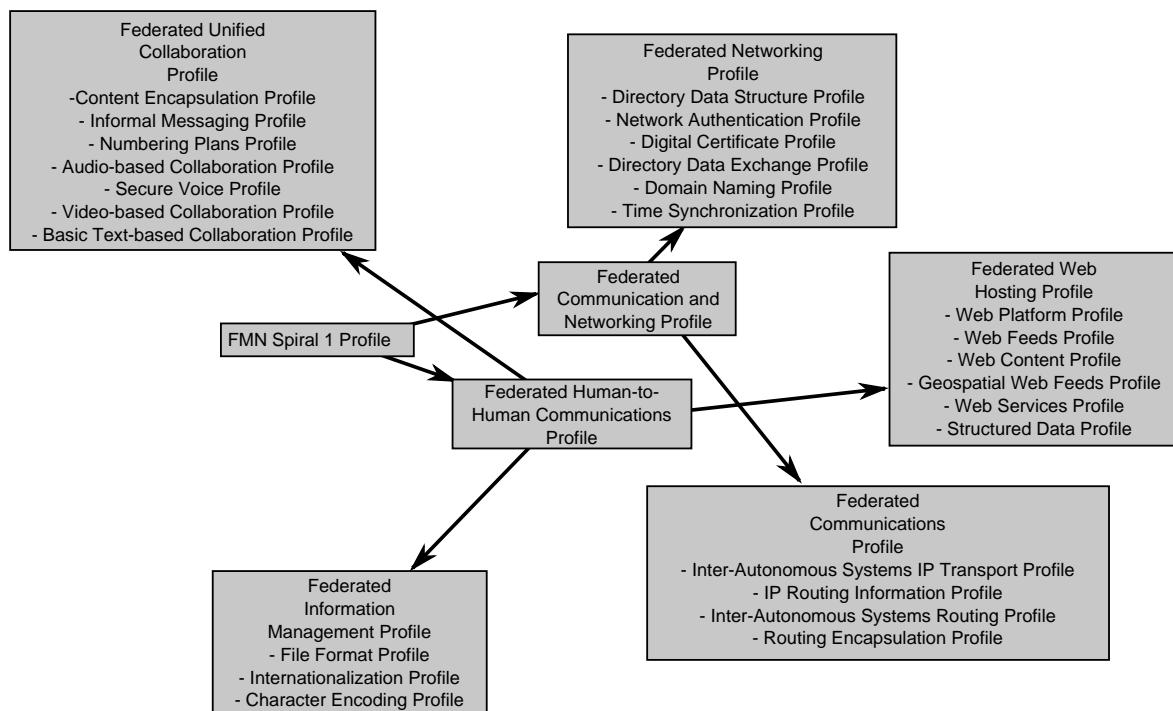 Federated Unified
Collaboration
Profile
-Content Encapsulation Profile
- Informal Messaging Profile
- Numbering Plans Profile
- Audio-based Collaboration Profile
- Secure Voice Profile
- Video-based Collaboration Profile
- Basic Text-based Collaboration Profile
Federated Networking
Profile
- Directory Data Structure Profile
- Network Authentication Profile
- Digital Certificate Profile
- Directory Data Exchange Profile
- Domain Naming Profile
- Time Synchronization Profile
Federated
Communication and
Networking Profile
FMN Spiral 1 Profile
Federated Human-to-
Human Communications
Profile
Federated Web
Hosting Profile
- Web Platform Profile
- Web Feeds Profile
- Web Content Profile
- Geospatial Web Feeds Profile
- Web Services Profile
- Structured Data Profile
Federated
Communications
Profile
- Inter-Autonomous Systems IP Transport Profile
- IP Routing Information Profile
- Inter-Autonomous Systems Routing Profile
- Routing Encapsulation Profile
Federated
Information
Management Profile
- File Format Profile
- Internationalization Profile
- Character Encoding Profile